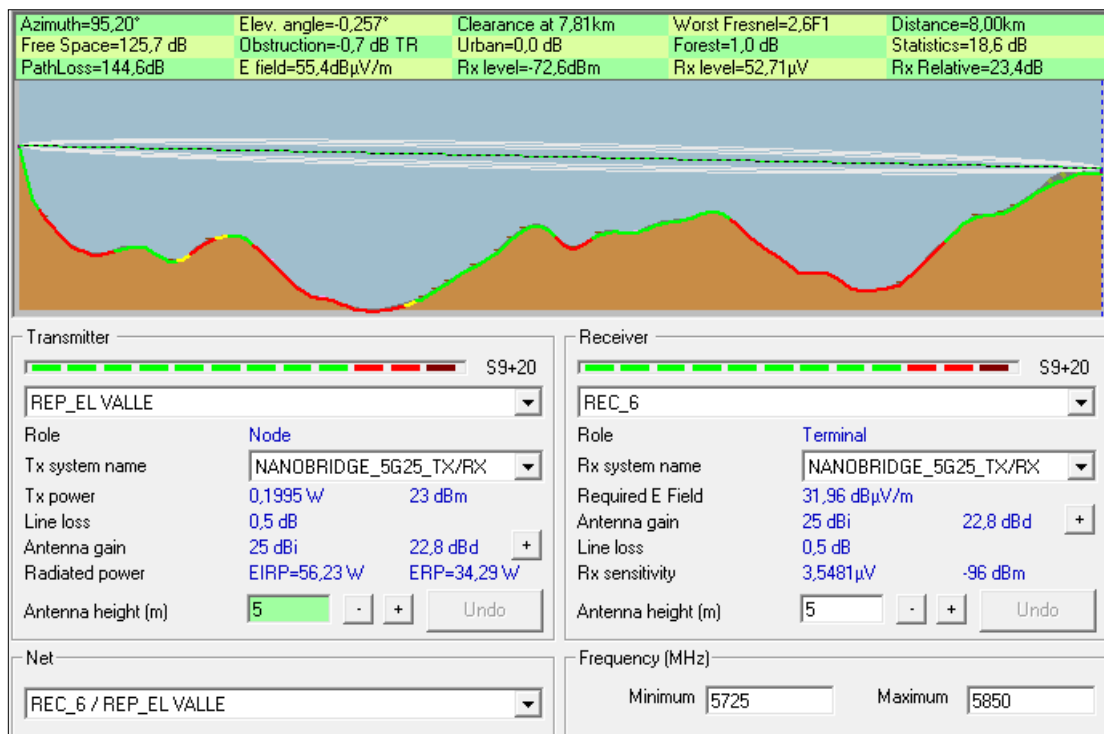 Azimuth=95,20° Elev. angle=-0,257° Clearance at 7,81km Worst Fresnel=2,6F1 Distance=8,00km
Free Space=125,7 dB Obstruction=-0,7 dB TR Urban=0,0 dB Forest=1,0 dB Statistics=18,6 dB
PathLoss=144,6dB E field=55,4dBµV/m Rx level=-72,6dBm Rx level=52,71µV Rx Relative=23,4dB
Transmitter
S9+20
REP_EL VALLE
Role Node
Tx system name NANOBRIDGE_5G25_TX/RX
Tx power 0,1995 W 23 dBm
Line loss 0,5 dB
Antenna gain 25 dBi 22,8 dBd +
Radiated power EIRP=56,23 W ERP=34,29 W
Antenna height (m) 5 - + Undo
Receiver
S9+20
REC_6
Role Terminal
Rx system name NANOBRIDGE_5G25_TX/RX
Required E Field 31,96 dBµV/m
Antenna gain 25 dBi 22,8 dBd +
Line loss 0,5 dB
Rx sensitivity 3,5481µV -96 dBm
Antenna height (m) 5 - + Undo
Net
REC_6 / REP_EL VALLE
Frequency (MHz)
Minimum 5725 Maximum 5850